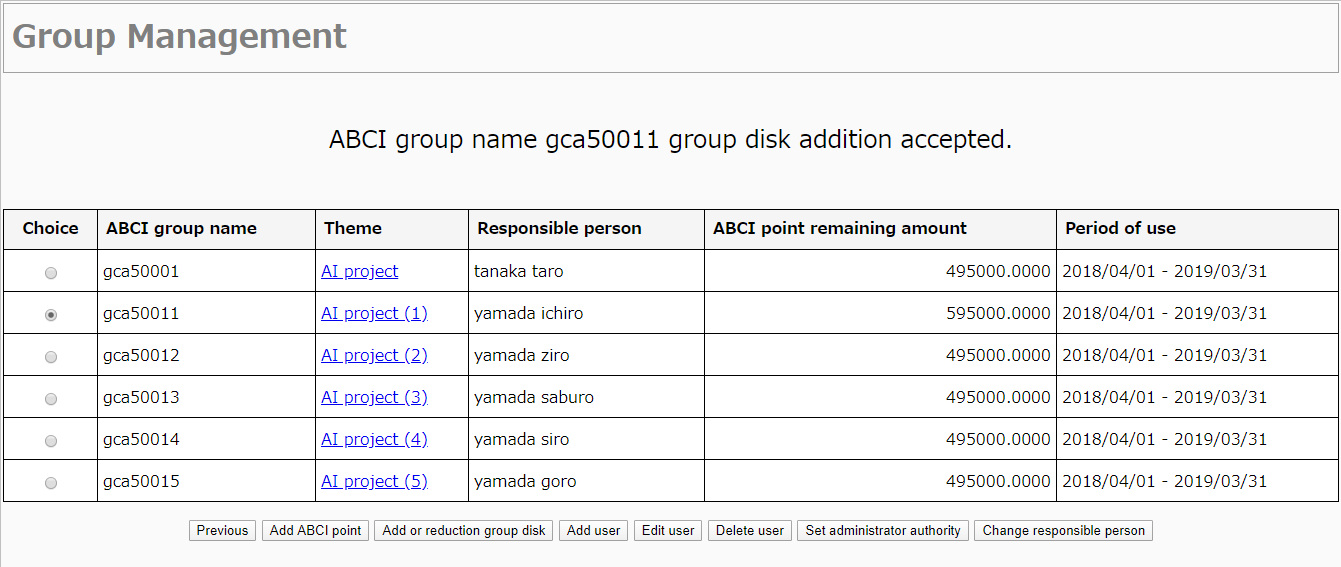 Group Management
ABCI group name gca50011 group disk addition accepted.
Choice ABCI group name Theme Responsible person ABCI point remaining amount Period of use
gca50001 AI project tanaka taro 495000.0000 2018/04/01 - 2019/03/31
gca50011 AI project (1) yamada ichiro 595000.0000 2018/04/01 - 2019/03/31
gca50012 AI project (2) yamada ziro 495000.0000 2018/04/01 - 2019/03/31
gca50013 AI project (3) yamada saburo 495000.0000 2018/04/01 - 2019/03/31
gca50014 AI project (4) yamada siro 495000.0000 2018/04/01 - 2019/03/31
gca50015 AI project (5) yamada goro 495000.0000 2018/04/01 - 2019/03/31
Previous Add ABCI point Add or reduction group disk Add user Edit user Delete user Set administrator authority Change responsible person